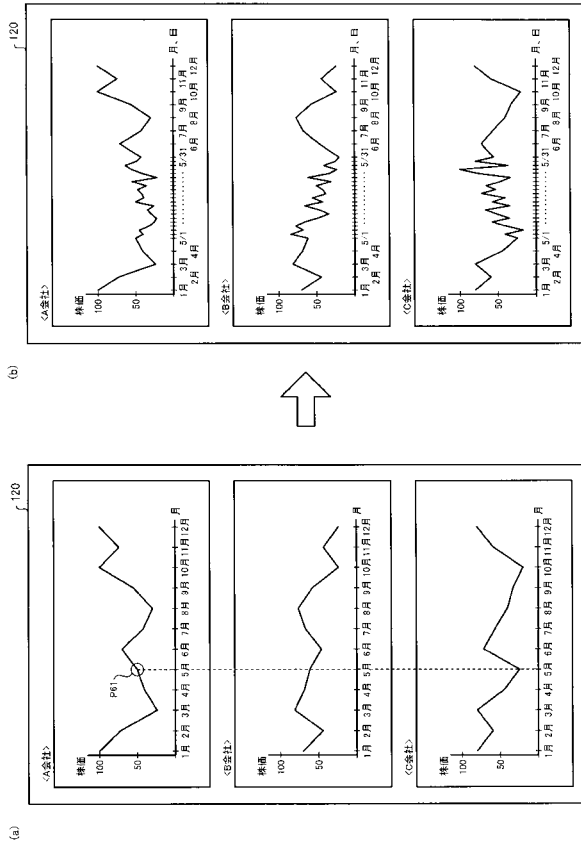 (a)
120
<A会社>
株価
100
50
P61
1月 2月 3月 4月 5月 6月 7月 8月 9月 10月 11月 12月
月
<B会社>
株価
100
50
1月 2月 3月 4月 5月 6月 7月 8月 9月 10月 11月 12月
月
<C会社>
株価
100
50
1月 2月 3月 4月 5月 6月 7月 8月 9月 10月 11月 12月
月
(b)
120
<A会社>
株価
100
50
1月 2月 3月 4月 5/1 ………… 5/31 6月 7月 8月 9月 10月 11月 12月
月、日
<B会社>
株価
100
50
1月 2月 3月 4月 5/1 ………… 5/31 6月 7月 8月 9月 10月 11月 12月
月、日
<C会社>
株価
100
50
1月 2月 3月 4月 5/1 ………… 5/31 6月 7月 8月 9月 10月 11月 12月
月、日